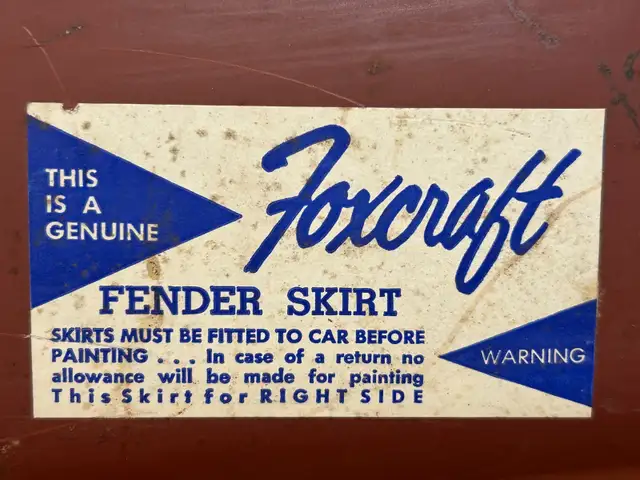 THIS
IS A
GENUINE
Foxcraft
FENDER SKIRT
SKIRTS MUST BE FITTED TO CAR BEFORE
PAINTING . . . In case of a return no
allowance will be made for painting
This Skirt for RIGHT SIDE
WARNING